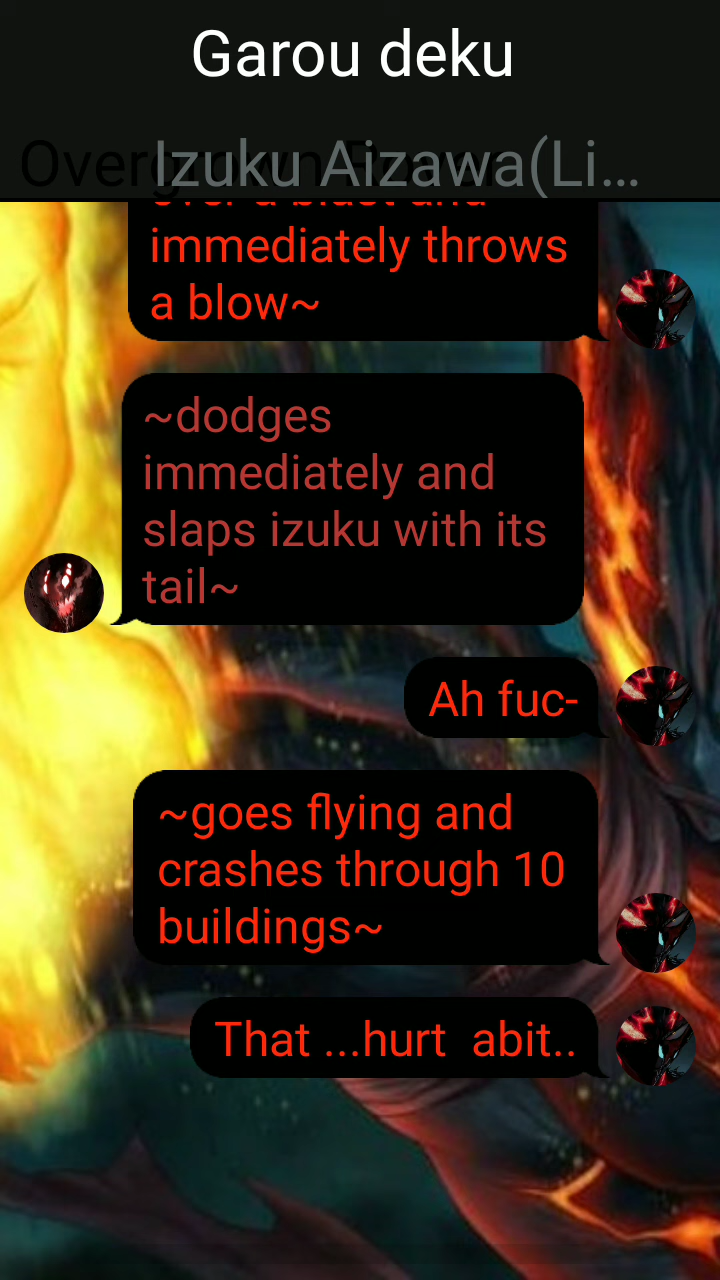 Garou deku
Izuku Aizawa(Li…
immediately throws
a blow~
~dodges
immediately and
slaps izuku with its
tail~
Ah fuc-
~goes flying and
crashes through 10
buildings~
That ...hurt  abit..